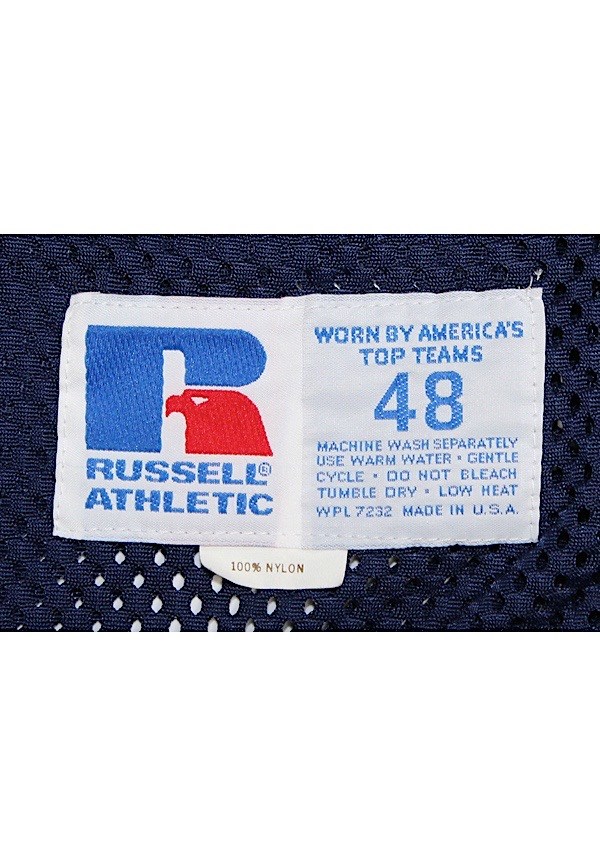 RUSSELL®
ATHLETIC
WORN BY AMERICA'S
TOP TEAMS
48
MACHINE WASH SEPARATELY
USE WARM WATER · GENTLE
CYCLE · DO NOT BLEACH
TUMBLE DRY · LOW HEAT
WPL 7232 MADE IN U.S.A.
100% NYLON